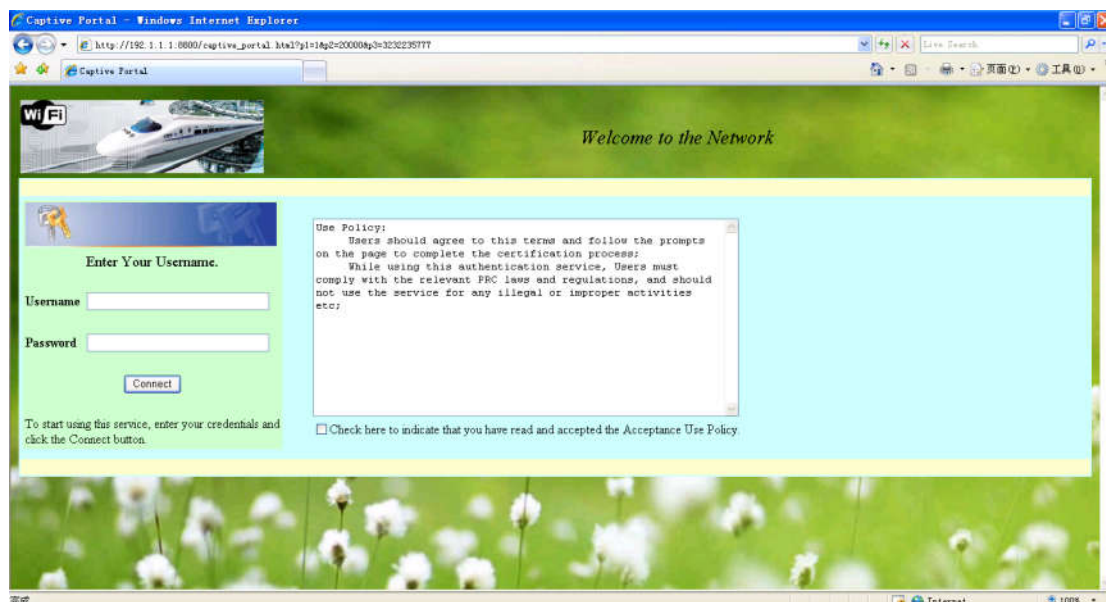 Captive Portal - Windows Internet Explorer
http://192.1.1.1:8800/captive_portal.html?p1=1&p2=20000&p3=3232235777
Live Search
Captive Portal
页面(P)
工具(O)
Wi Fi
Welcome to the Network
Enter Your Username.
Username
Password
Connect
To start using this service, enter your credentials and
click the Connect button.
Use Policy:
Users should agree to this terms and follow the prompts
on the page to complete the certification process;
While using this authentication service, Users must
comply with the relevant PRC laws and regulations, and should
not use the service for any illegal or improper activities
etc;
Check here to indicate that you have read and accepted the Acceptance Use Policy.
完成
Internet
100%